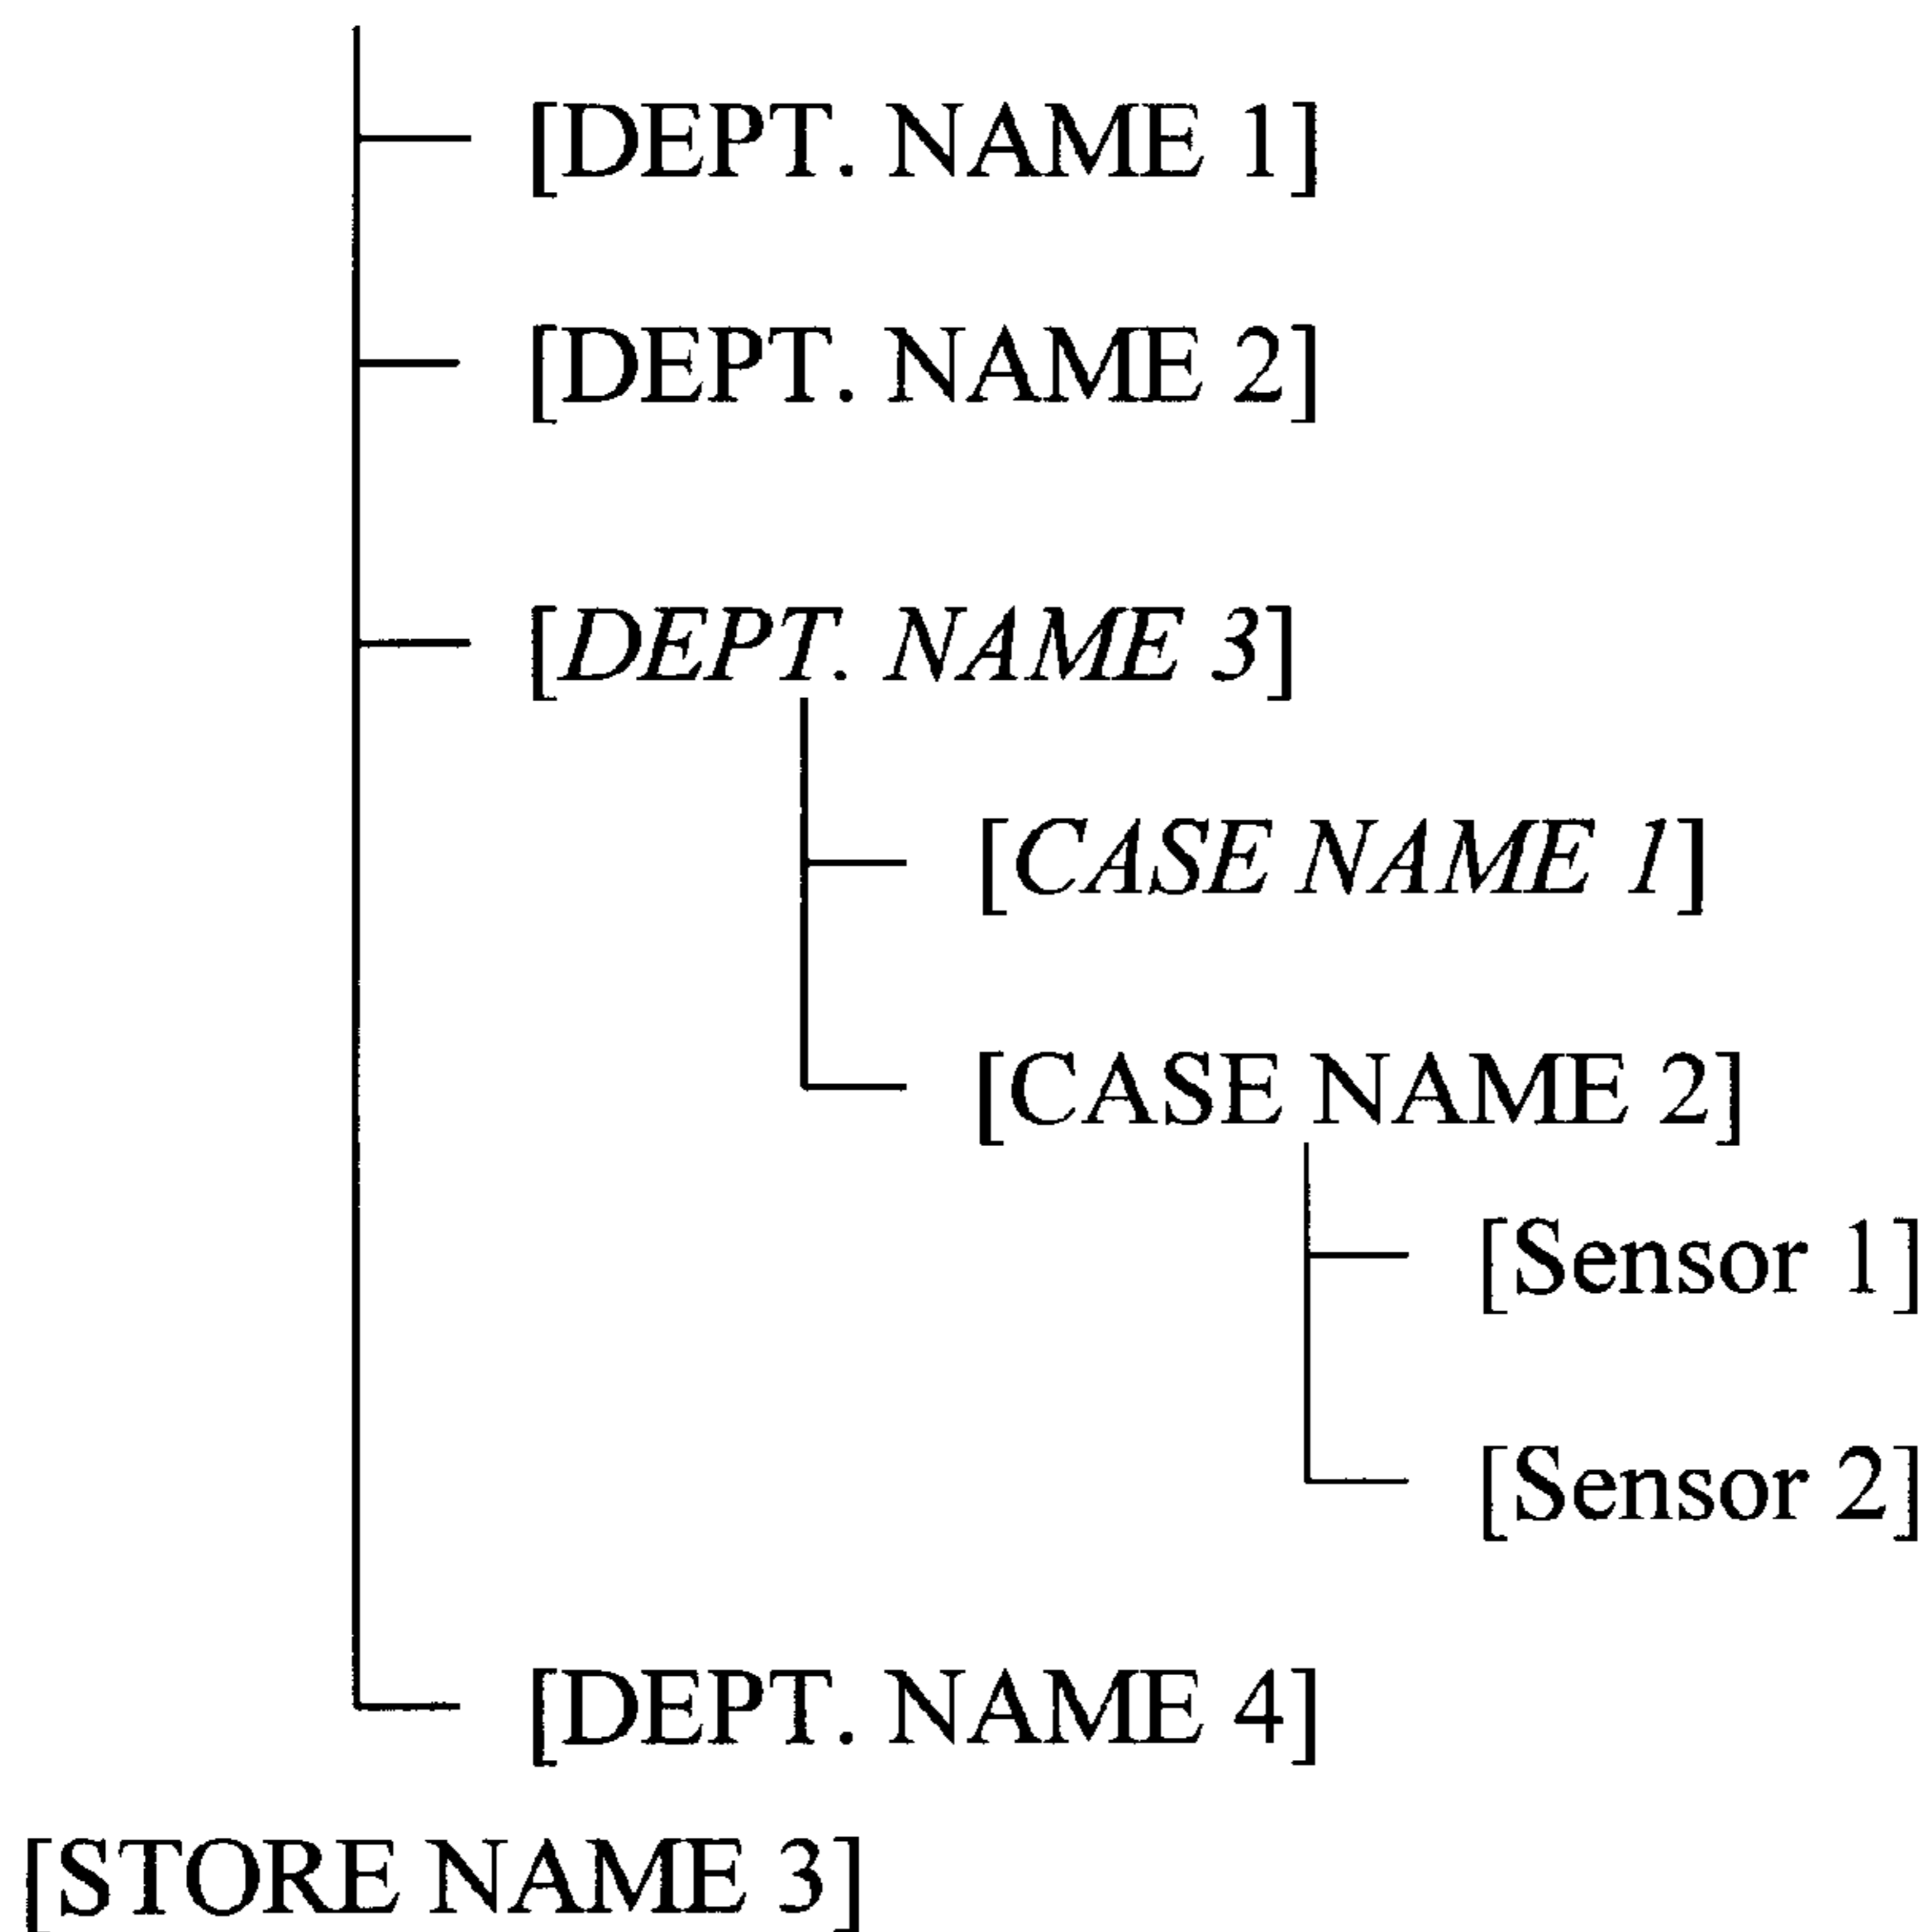 [DEPT. NAME 1]
[DEPT. NAME 2]
[DEPT. NAME 3]
[CASE NAME 1]
[CASE NAME 2]
[Sensor 1]
[Sensor 2]
[DEPT. NAME 4]
[STORE NAME 3]